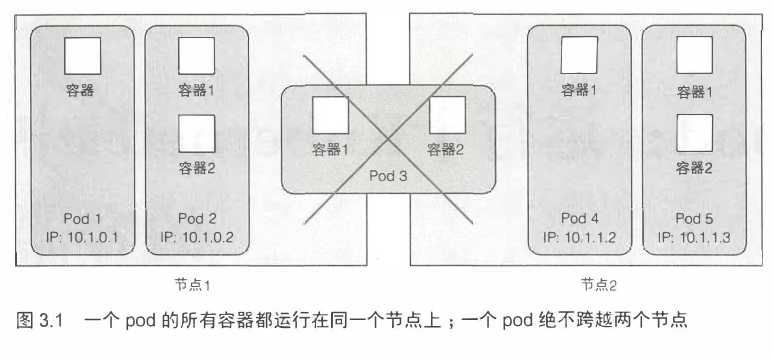 容器
容器1
容器2
Pod 1
IP: 10.1.0.1
Pod 2
IP: 10.1.0.2
容器1
容器2
Pod 3
容器1
Pod 4
IP: 10.1.1.2
容器1
容器2
Pod 5
IP: 10.1.1.3
节点1
节点2
图 3.1 一个 pod 的所有容器都运行在同一个节点上；一个 pod 绝不跨越两个节点